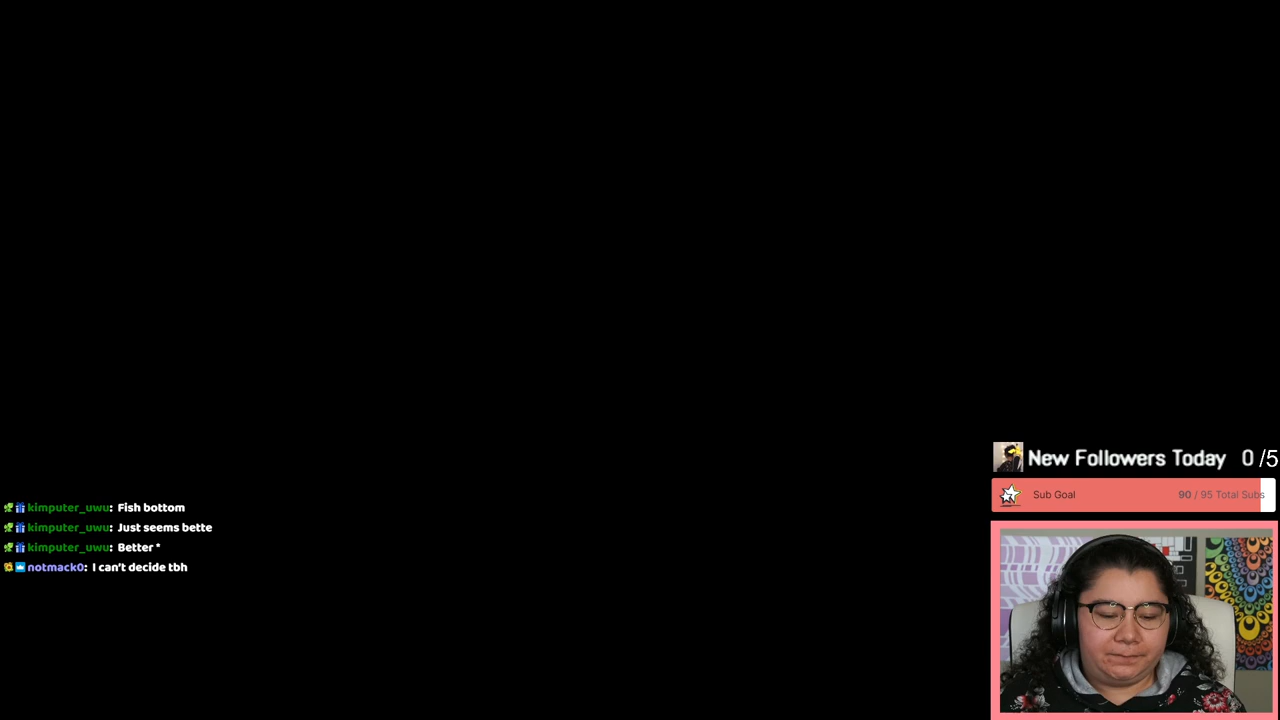 New Followers Today 0 /5
Sub Goal 90 / 95 Total Subs
kimputer_uwu: Fish bottom
kimputer_uwu: Just seems bette
kimputer_uwu: Better *
notmack0: I can't decide tbh